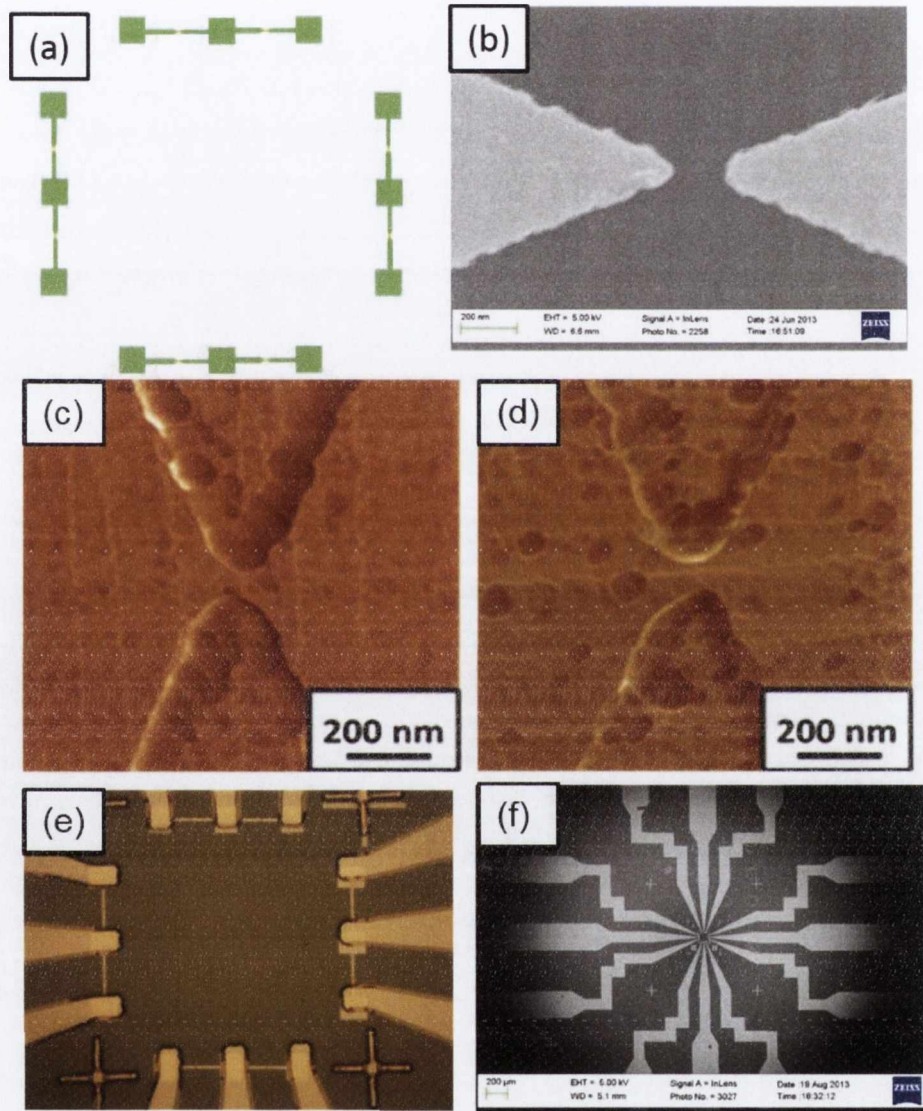 (a)
(b)
200 nm
EHT = 5.00 kV
WD = 6.6 mm
Signal A = InLens
Photo No. = 2258
Date :24 Jun 2013
Time :16:51:09
ZEISS
(c)
200 nm
(d)
200 nm
(e)
(f)
200 µm
EHT = 5.00 kV
WD = 5.1 mm
Signal A = InLens
Photo No. = 3027
Date :19 Aug 2013
Time :16:32:12
ZEISS